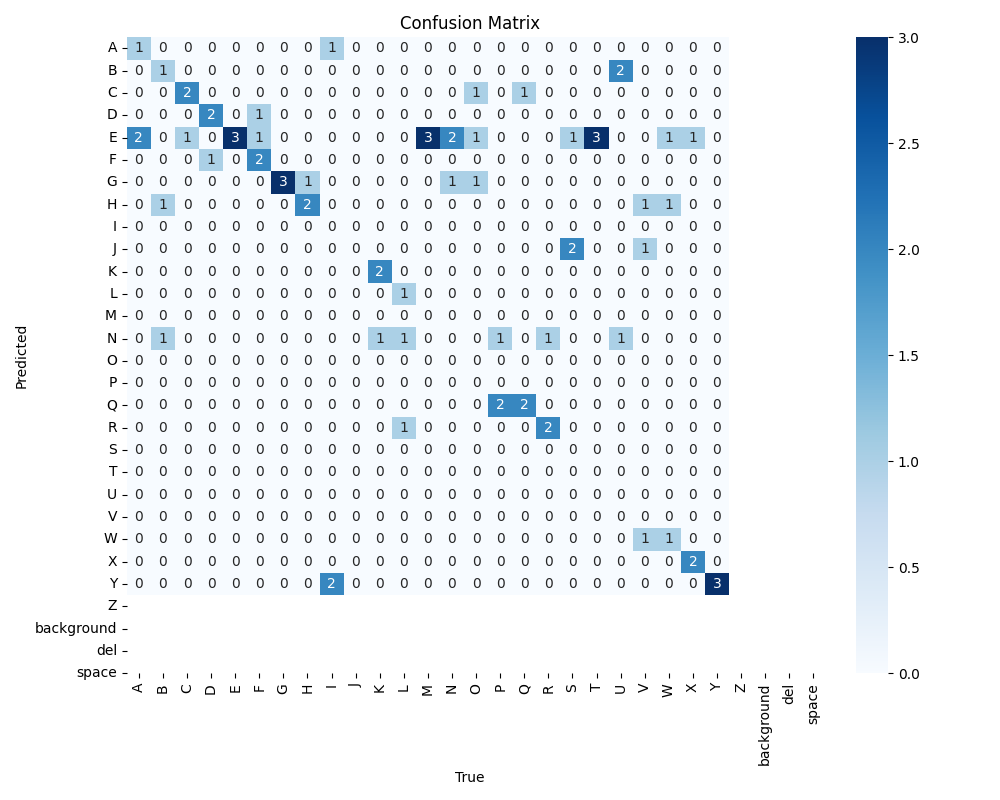 Confusion Matrix
A 1 0 0 0 0 0 0 0 1 0 0 0 0 0 0 0 0 0 0 0 0 0 0 0 0
B 0 1 0 0 0 0 0 0 0 0 0 0 0 0 0 0 0 0 0 0 2 0 0 0 0
C 0 0 2 0 0 0 0 0 0 0 0 0 0 0 1 0 1 0 0 0 0 0 0 0 0
D 0 0 0 2 0 1 0 0 0 0 0 0 0 0 0 0 0 0 0 0 0 0 0 0 0
E 2 0 1 0 3 1 0 0 0 0 0 0 3 2 1 0 0 0 1 3 0 0 1 1 0
F 0 0 0 1 0 2 0 0 0 0 0 0 0 0 0 0 0 0 0 0 0 0 0 0 0
G 0 0 0 0 0 0 3 1 0 0 0 0 0 1 1 0 0 0 0 0 0 0 0 0 0
H 0 1 0 0 0 0 0 2 0 0 0 0 0 0 0 0 0 0 0 0 0 1 1 0 0
I 0 0 0 0 0 0 0 0 0 0 0 0 0 0 0 0 0 0 0 0 0 0 0 0 0
J 0 0 0 0 0 0 0 0 0 0 0 0 0 0 0 0 0 0 2 0 0 1 0 0 0
K 0 0 0 0 0 0 0 0 0 0 2 0 0 0 0 0 0 0 0 0 0 0 0 0 0
L 0 0 0 0 0 0 0 0 0 0 0 1 0 0 0 0 0 0 0 0 0 0 0 0 0
M 0 0 0 0 0 0 0 0 0 0 0 0 0 0 0 0 0 0 0 0 0 0 0 0 0
N 0 1 0 0 0 0 0 0 0 0 1 1 0 0 0 1 0 1 0 0 1 0 0 0 0
O 0 0 0 0 0 0 0 0 0 0 0 0 0 0 0 0 0 0 0 0 0 0 0 0 0
P 0 0 0 0 0 0 0 0 0 0 0 0 0 0 0 0 0 0 0 0 0 0 0 0 0
Q 0 0 0 0 0 0 0 0 0 0 0 0 0 0 0 2 2 0 0 0 0 0 0 0 0
R 0 0 0 0 0 0 0 0 0 0 0 1 0 0 0 0 0 2 0 0 0 0 0 0 0
S 0 0 0 0 0 0 0 0 0 0 0 0 0 0 0 0 0 0 0 0 0 0 0 0 0
T 0 0 0 0 0 0 0 0 0 0 0 0 0 0 0 0 0 0 0 0 0 0 0 0 0
U 0 0 0 0 0 0 0 0 0 0 0 0 0 0 0 0 0 0 0 0 0 0 0 0 0
V 0 0 0 0 0 0 0 0 0 0 0 0 0 0 0 0 0 0 0 0 0 0 0 0 0
W 0 0 0 0 0 0 0 0 0 0 0 0 0 0 0 0 0 0 0 0 0 1 1 0 0
X 0 0 0 0 0 0 0 0 0 0 0 0 0 0 0 0 0 0 0 0 0 0 0 2 0
Y 0 0 0 0 0 0 0 0 2 0 0 0 0 0 0 0 0 0 0 0 0 0 0 0 3
Z
background
del
space
A B C D E F G H I J K L M N O P Q R S T U V W X Y Z background del space
True
Predicted
3.0
2.5
2.0
1.5
1.0
0.5
0.0